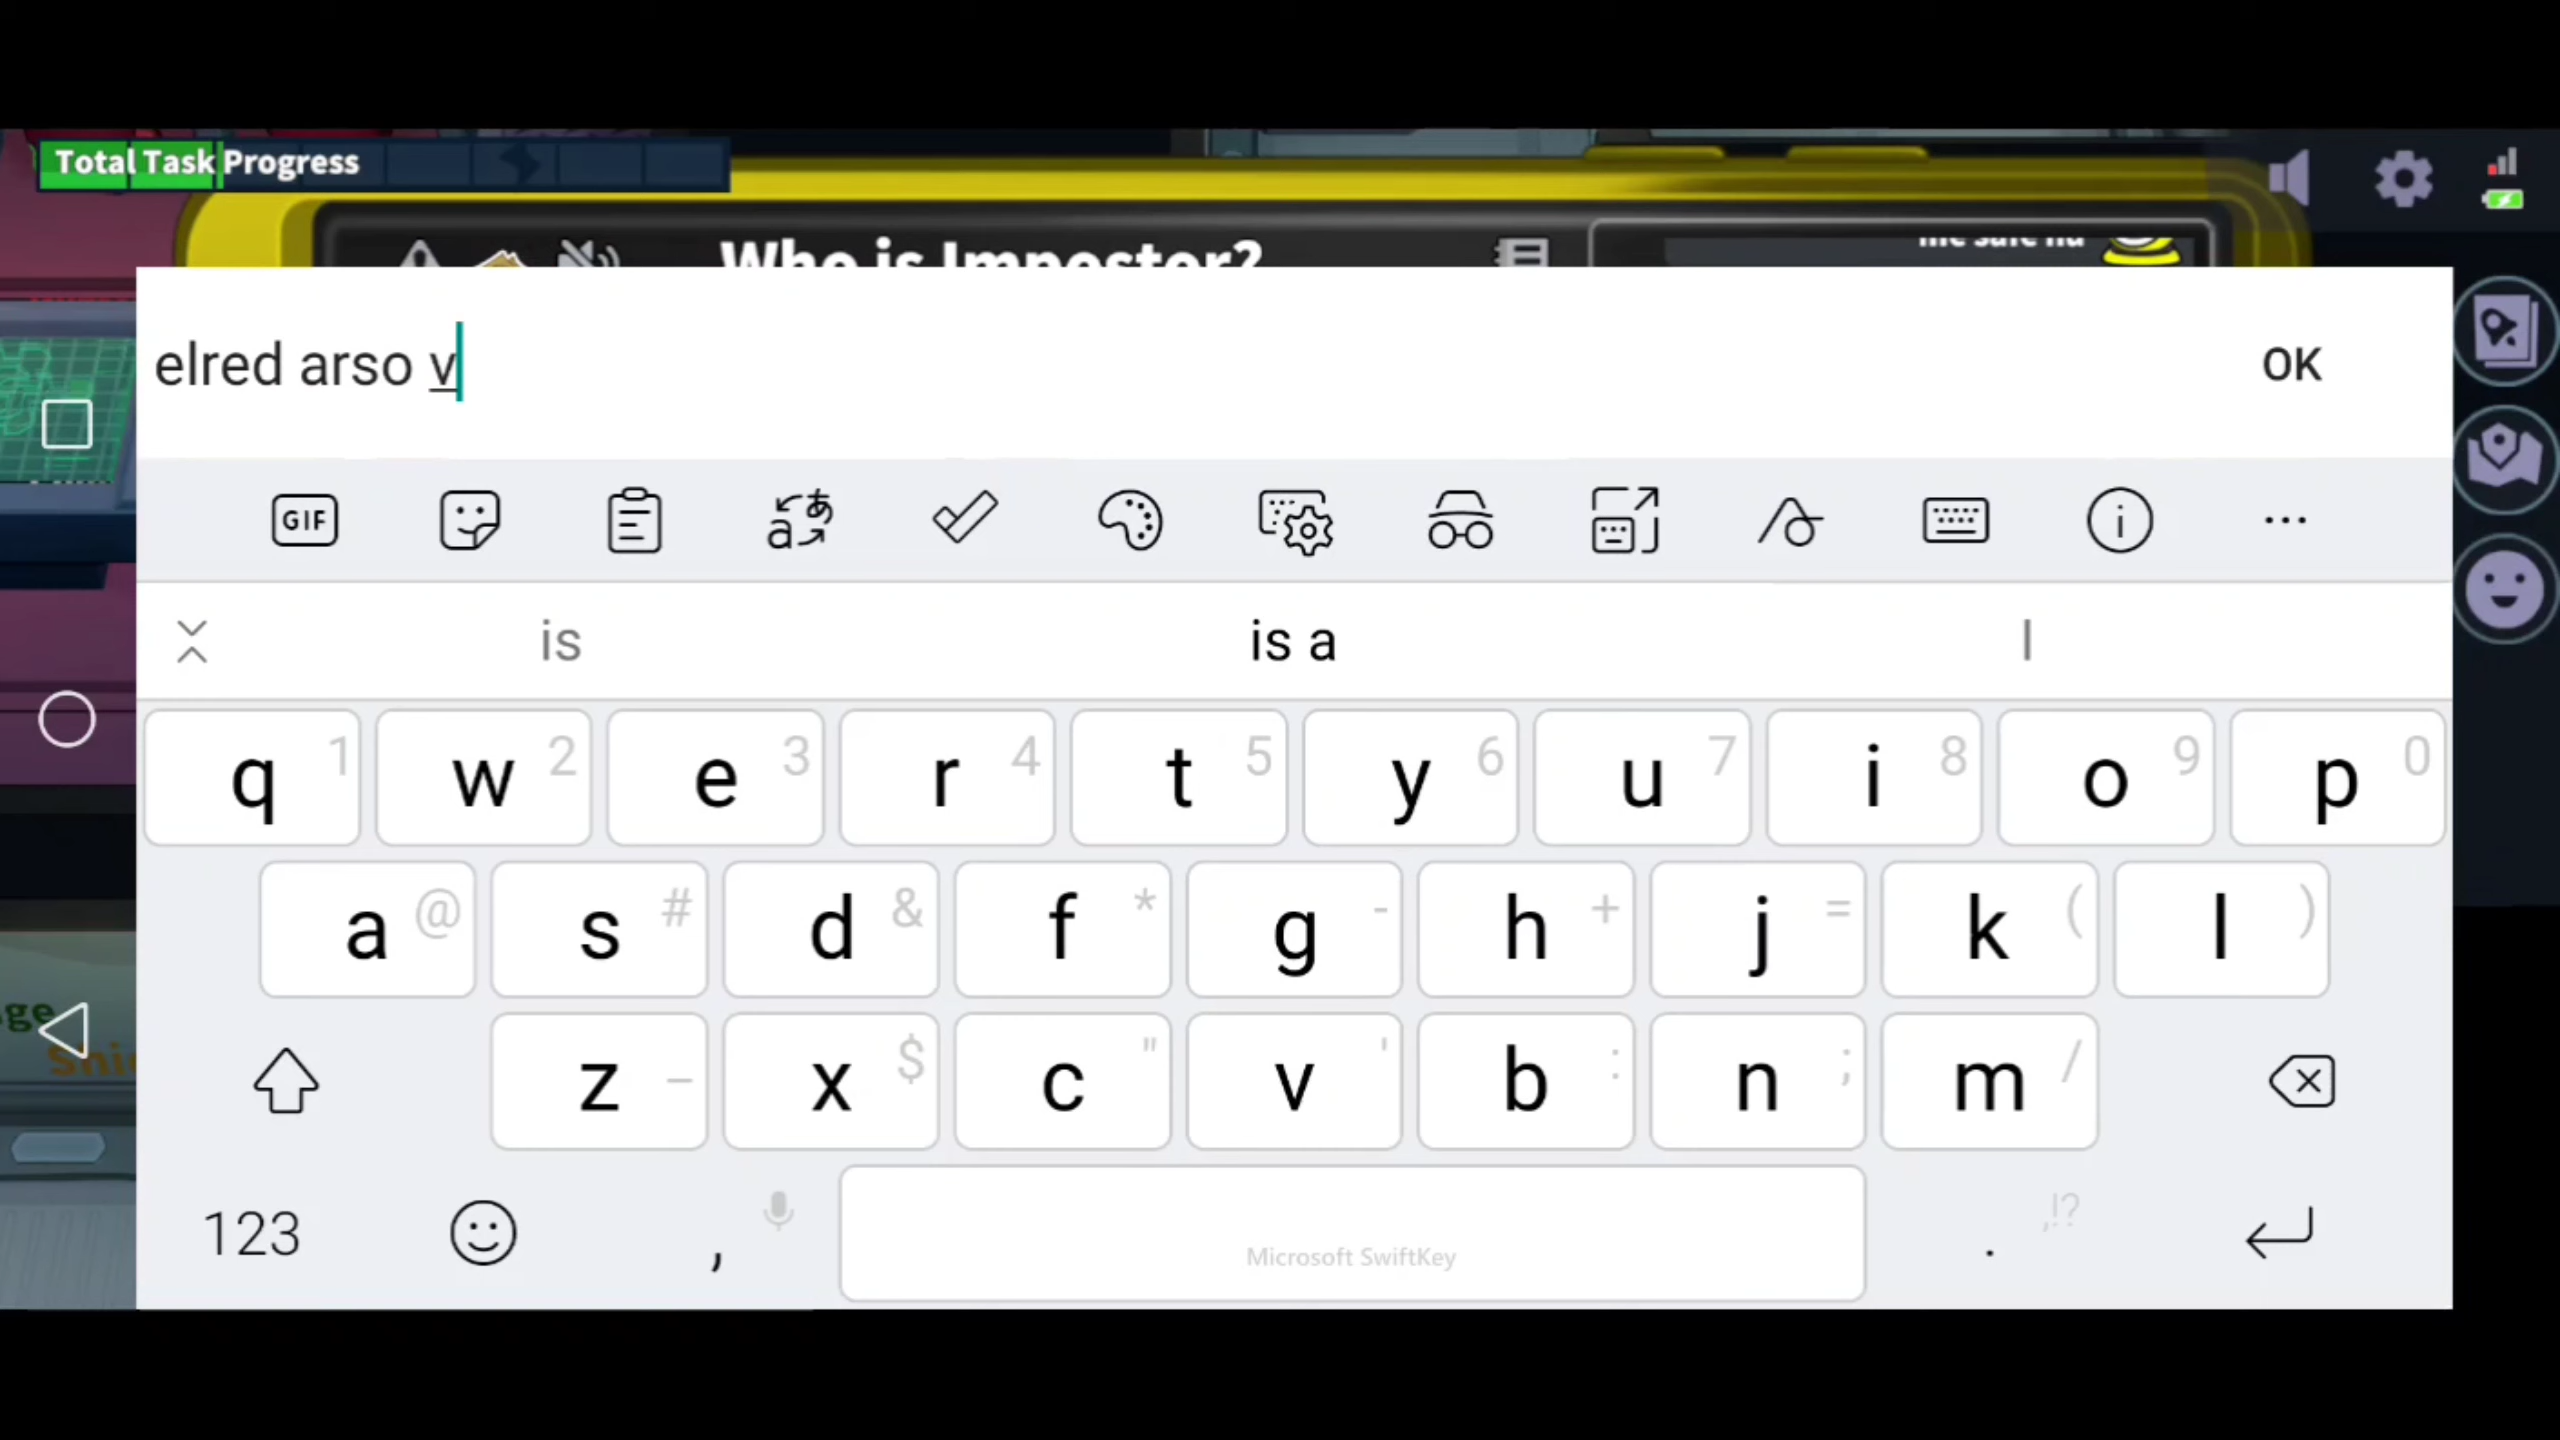 Total Task Progress
Who is Impostor?
elred arso v
OK
GIF
is
is a
I
q 1 w 2 e 3 r 4 t 5 y 6 u 7 i 8 o 9 p 0
a @ s # d & f * g - h + j = k ( l )
z _ x $ c " v ' b : n ; m /
123 , Microsoft SwiftKey . ,!?